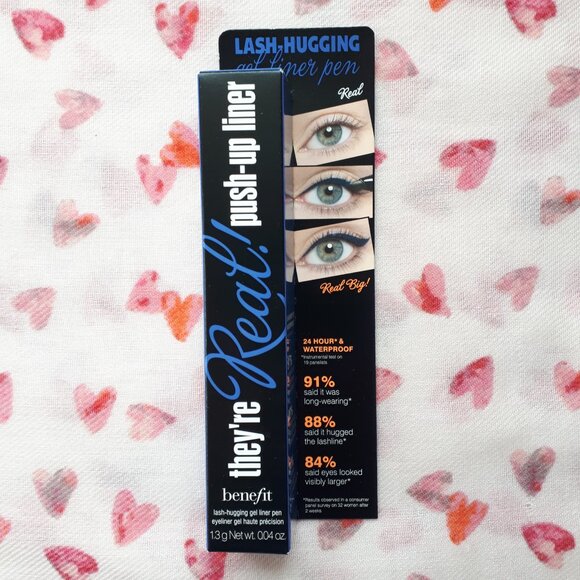 they're Real! push-up liner
benefit
lash-hugging gel liner pen
eyeliner gel haute précision
1.3 g Net wt. 0.04 oz.
LASH-HUGGING
gel liner pen
Real
Real Big!
24 HOUR* &
WATERPROOF
*Instrumental test on
19 panelists
91%
said it was
long-wearing*
88%
said it hugged
the lashline*
84%
said eyes looked
visibly larger*
*Results observed in a consumer
panel survey on 32 women after
2 weeks